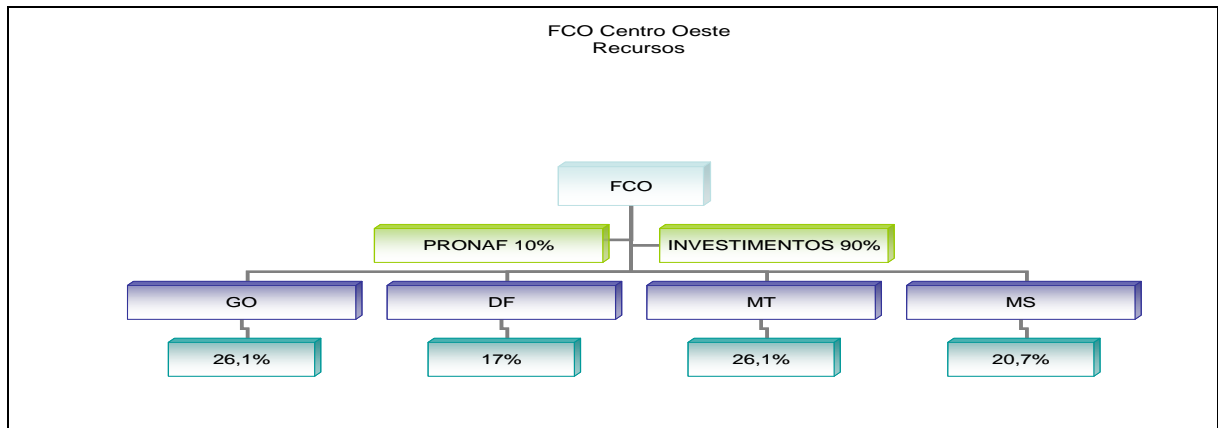 FCO Centro Oeste
Recursos
FCO
PRONAF 10%
INVESTIMENTOS 90%
GO
DF
MT
MS
26,1%
17%
26,1%
20,7%